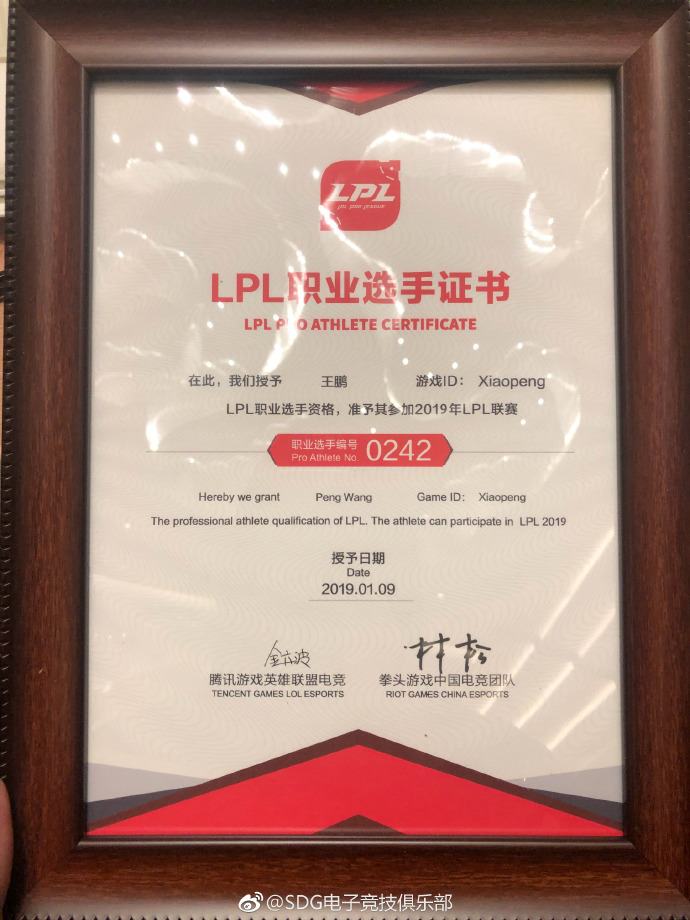 LPL
LPL职业选手证书
LPL PRO ATHLETE CERTIFICATE
在此，我们授予 王鹏 游戏ID： Xiaopeng
LPL职业选手资格，准予其参加2019年LPL联赛
职业选手编号 0242
Pro Athlete No.
Hereby we grant Peng Wang Game ID： Xiaopeng
The professional athlete qualification of LPL. The athlete can participate in LPL 2019
授予日期
Date
2019.01.09
腾讯游戏英雄联盟电竞 拳头游戏中国电竞团队
TENCENT GAMES LOL ESPORTS RIOT GAMES CHINA ESPORTS
@SDG电子竞技俱乐部